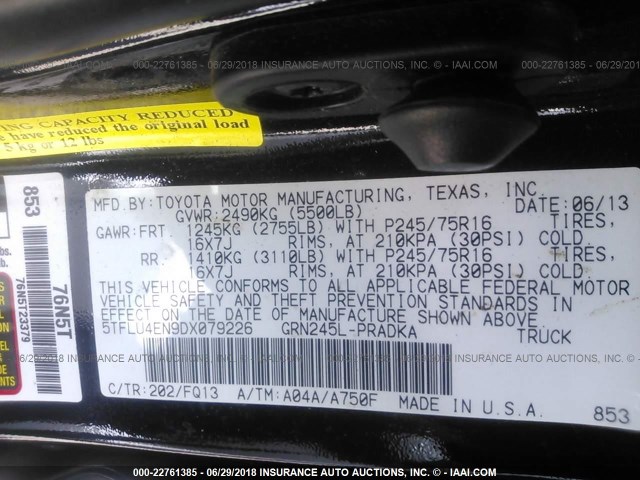 000-22761385 - 06/29/2018 INSURANCE AUTO AUCTIONS, INC. - © IAAI.COM
CAPACITY REDUCED
have reduced the original load
5 kg or 12 lbs
853
76N5T
76N5T23379
lbs.
MFD.BY:TOYOTA MOTOR MANUFACTURING, TEXAS, INC. DATE: 06/13
GVWR:2490KG (5500LB)
GAWR:FRT. 1245KG (2755LB) WITH P245/75R16 TIRES,
16X7J RIMS, AT 210KPA (30PSI) COLD.
RR. 1410KG (3110LB) WITH P245/75R16 TIRES,
16X7J RIMS, AT 210KPA (30PSI) COLD.
THIS VEHICLE CONFORMS TO ALL APPLICABLE FEDERAL MOTOR
VEHICLE SAFETY AND THEFT PREVENTION STANDARDS IN
EFFECT ON THE DATE OF MANUFACTURE SHOWN ABOVE.
5TFLU4EN9DX079226 GRN245L-PRADKA TRUCK
C/TR:202/FQ13 A/TM:A04A/A750F MADE IN U.S.A. 853
000-22761385 - 06/29/2018 INSURANCE AUTO AUCTIONS, INC. - © IAAI.COM